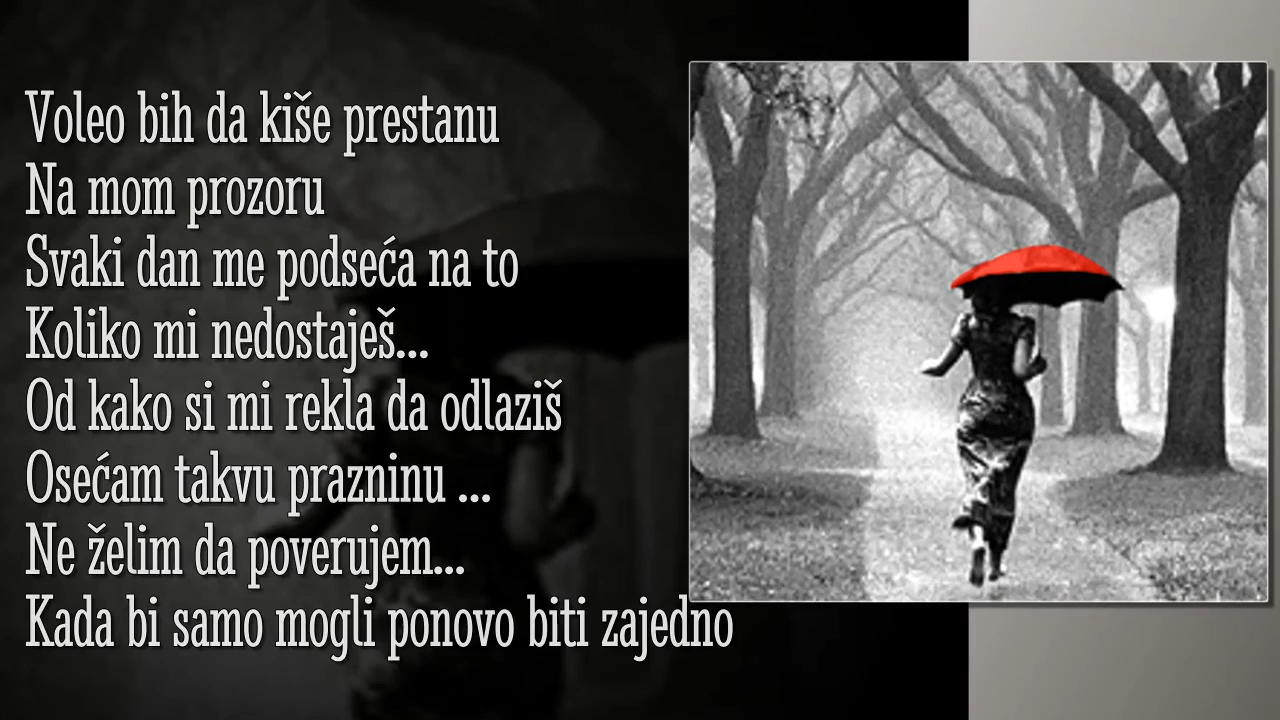 Voleo bih da kiše prestanu
Na mom prozoru
Svaki dan me podseća na to
Koliko mi nedostaješ...
Od kako si mi rekla da odlaziš
Osećam takvu prazninu ...
Ne želim da poverujem...
Kada bi samo mogli ponovo biti zajedno